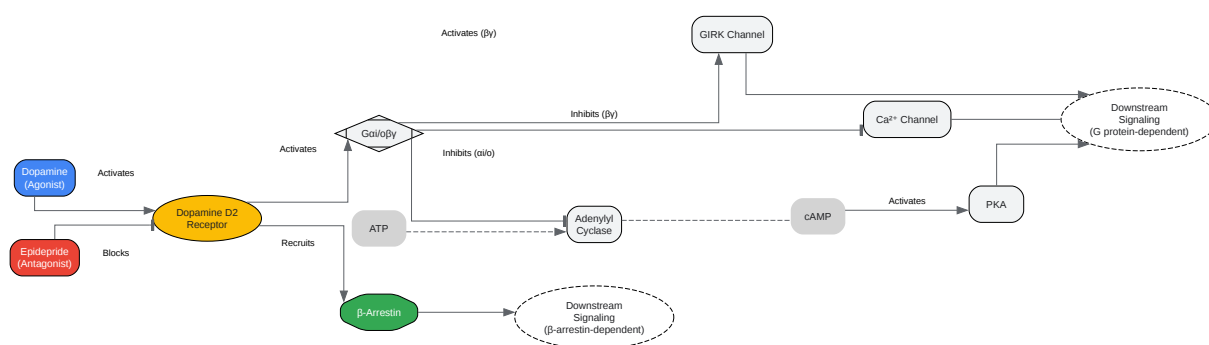 Activates (βγ)
GIRK Channel
Inhibits (βγ)
Ca²⁺ Channel
Downstream
Signaling
(G protein-dependent)
Gαi/oβγ
Activates
Inhibits (αi/o)
Dopamine
(Agonist)
Activates
Dopamine D2
Receptor
ATP
Adenylyl
Cyclase
cAMP
Activates
PKA
Epidepride
(Antagonist)
Blocks
Recruits
β-Arrestin
Downstream
Signaling
(β-arrestin-dependent)